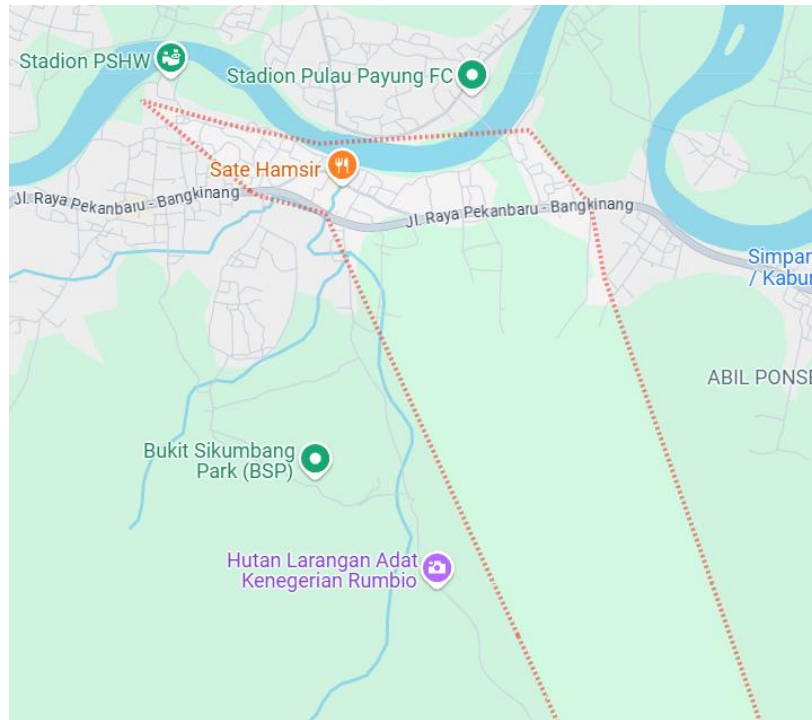 Stadion PSHW
Stadion Pulau Payung FC
Sate Hamsir
Jl. Raya Pekanbaru - Bangkinang
Jl. Raya Pekanbaru - Bangkinang
Simpan
/ Kabur
ABIL PONSE
Bukit Sikumbang
Park (BSP)
Hutan Larangan Adat
Kenegerian Rumbio